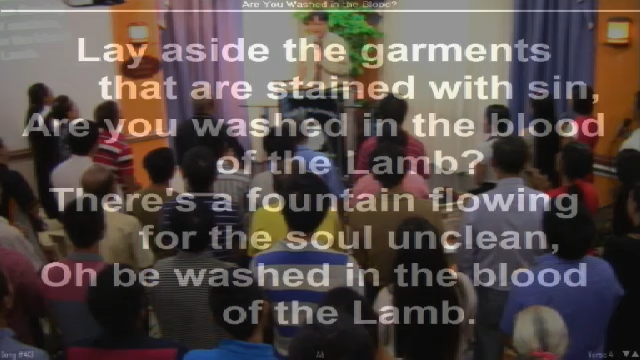 Are You Washed in the Blood?
Lay aside the garments
that are stained with sin,
Are you washed in the blood
of the Lamb?
There's a fountain flowing
for the soul unclean,
Oh be washed in the blood
of the Lamb.
Verse 4